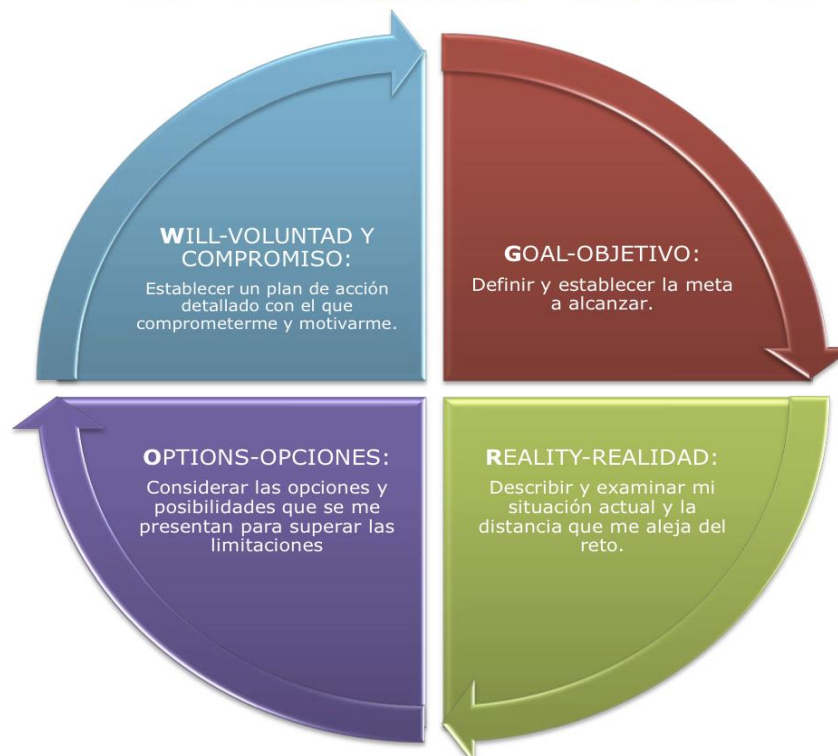 GOAL-OBJETIVO:
Definir y establecer la meta
a alcanzar.
REALITY-REALIDAD:
Describir y examinar mi
situación actual y la
distancia que me aleja del
reto.
OPTIONS-OPCIONES:
Considerar las opciones y
posibilidades que se me
presentan para superar las
limitaciones
WILL-VOLUNTAD Y
COMPROMISO:
Establecer un plan de acción
detallado con el que
comprometerme y motivarme.